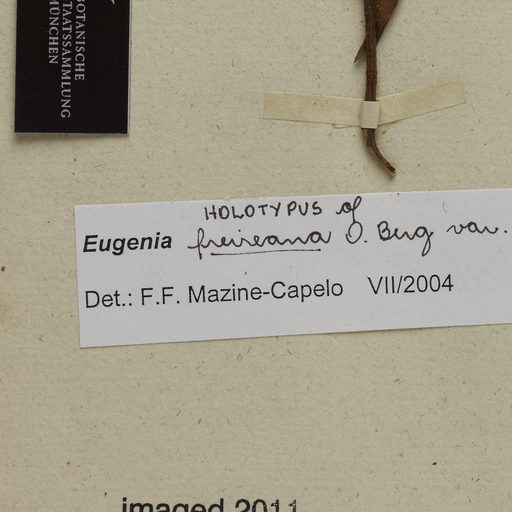 BOTANISCHE
STAATSSAMMLUNG
MÜNCHEN
HOLOTYPUS of
Eugenia freireana O. Berg var.
Det.: F.F. Mazine-Capelo VII/2004
imaged 2011